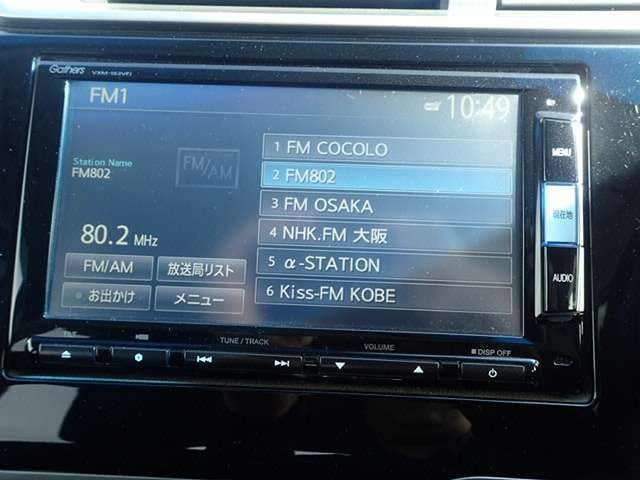 Gathers
FM1
10:49
Station Name
FM802
FM/AM
80.2 MHz
1 FM COCOLO
2 FM802
3 FM OSAKA
4 NHK.FM 大阪
5 α-STATION
6 Kiss-FM KOBE
FM/AM
放送局リスト
お出かけ
メニュー
MENU
現在地
AUDIO
TUNE / TRACK
VOLUME
DISP OFF